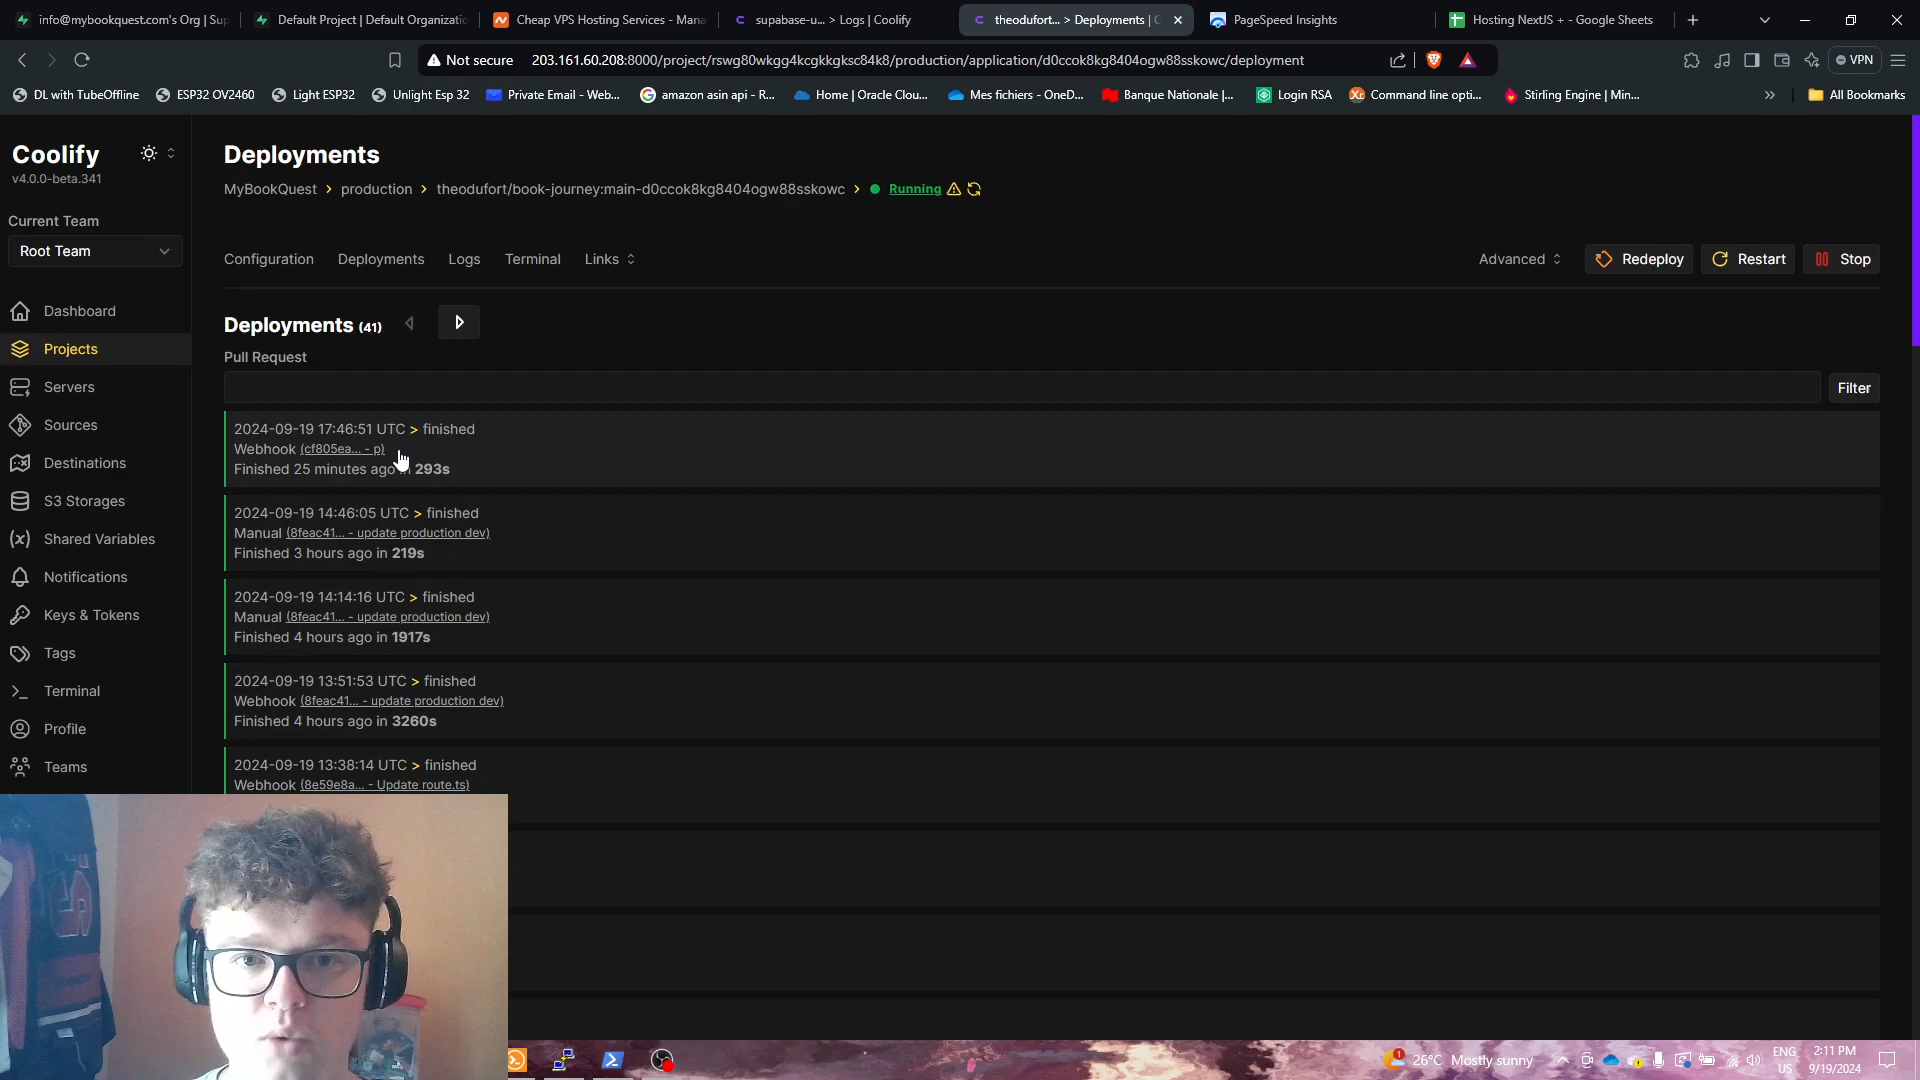 info@mybookquest.com's Org | Sup
Default Project | Default Organizatio
Cheap VPS Hosting Services - Mana
supabase-u... > Logs | Coolify
theodufort... > Deployments | C
PageSpeed Insights
Hosting NextJS + - Google Sheets
Not secure
203.161.60.208:8000/project/rswg80wkgg4kcgkkgksc84k8/production/application/d0ccok8kg8404ogw88sskowc/deployment
VPN
DL with TubeOffline
ESP32 OV2460
Light ESP32
Unlight Esp 32
Private Email - Web...
amazon asin api - R...
Home | Oracle Clou...
Mes fichiers - OneD...
Banque Nationale |...
Login RSA
Command line opti...
Stirling Engine | Min...
All Bookmarks
Coolify
v4.0.0-beta.341
Current Team
Root Team
Dashboard
Projects
Servers
Sources
Destinations
S3 Storages
Shared Variables
Notifications
Keys & Tokens
Tags
Terminal
Profile
Teams
Deployments
MyBookQuest > production > theodufort/book-journey:main-d0ccok8kg8404ogw88sskowc > Running
Configuration
Deployments
Logs
Terminal
Links
Advanced
Redeploy
Restart
Stop
Deployments (41)
Pull Request
Filter
2024-09-19 17:46:51 UTC > finished
Webhook (cf805ea... - p)
Finished 25 minutes ago 293s
2024-09-19 14:46:05 UTC > finished
Manual (8feac41... - update production dev)
Finished 3 hours ago in 219s
2024-09-19 14:14:16 UTC > finished
Manual (8feac41... - update production dev)
Finished 4 hours ago in 1917s
2024-09-19 13:51:53 UTC > finished
Webhook (8feac41... - update production dev)
Finished 4 hours ago in 3260s
2024-09-19 13:38:14 UTC > finished
Webhook (8e59e8a... - Update route.ts)
1
26°C Mostly sunny
ENG
US
2:11 PM
9/19/2024